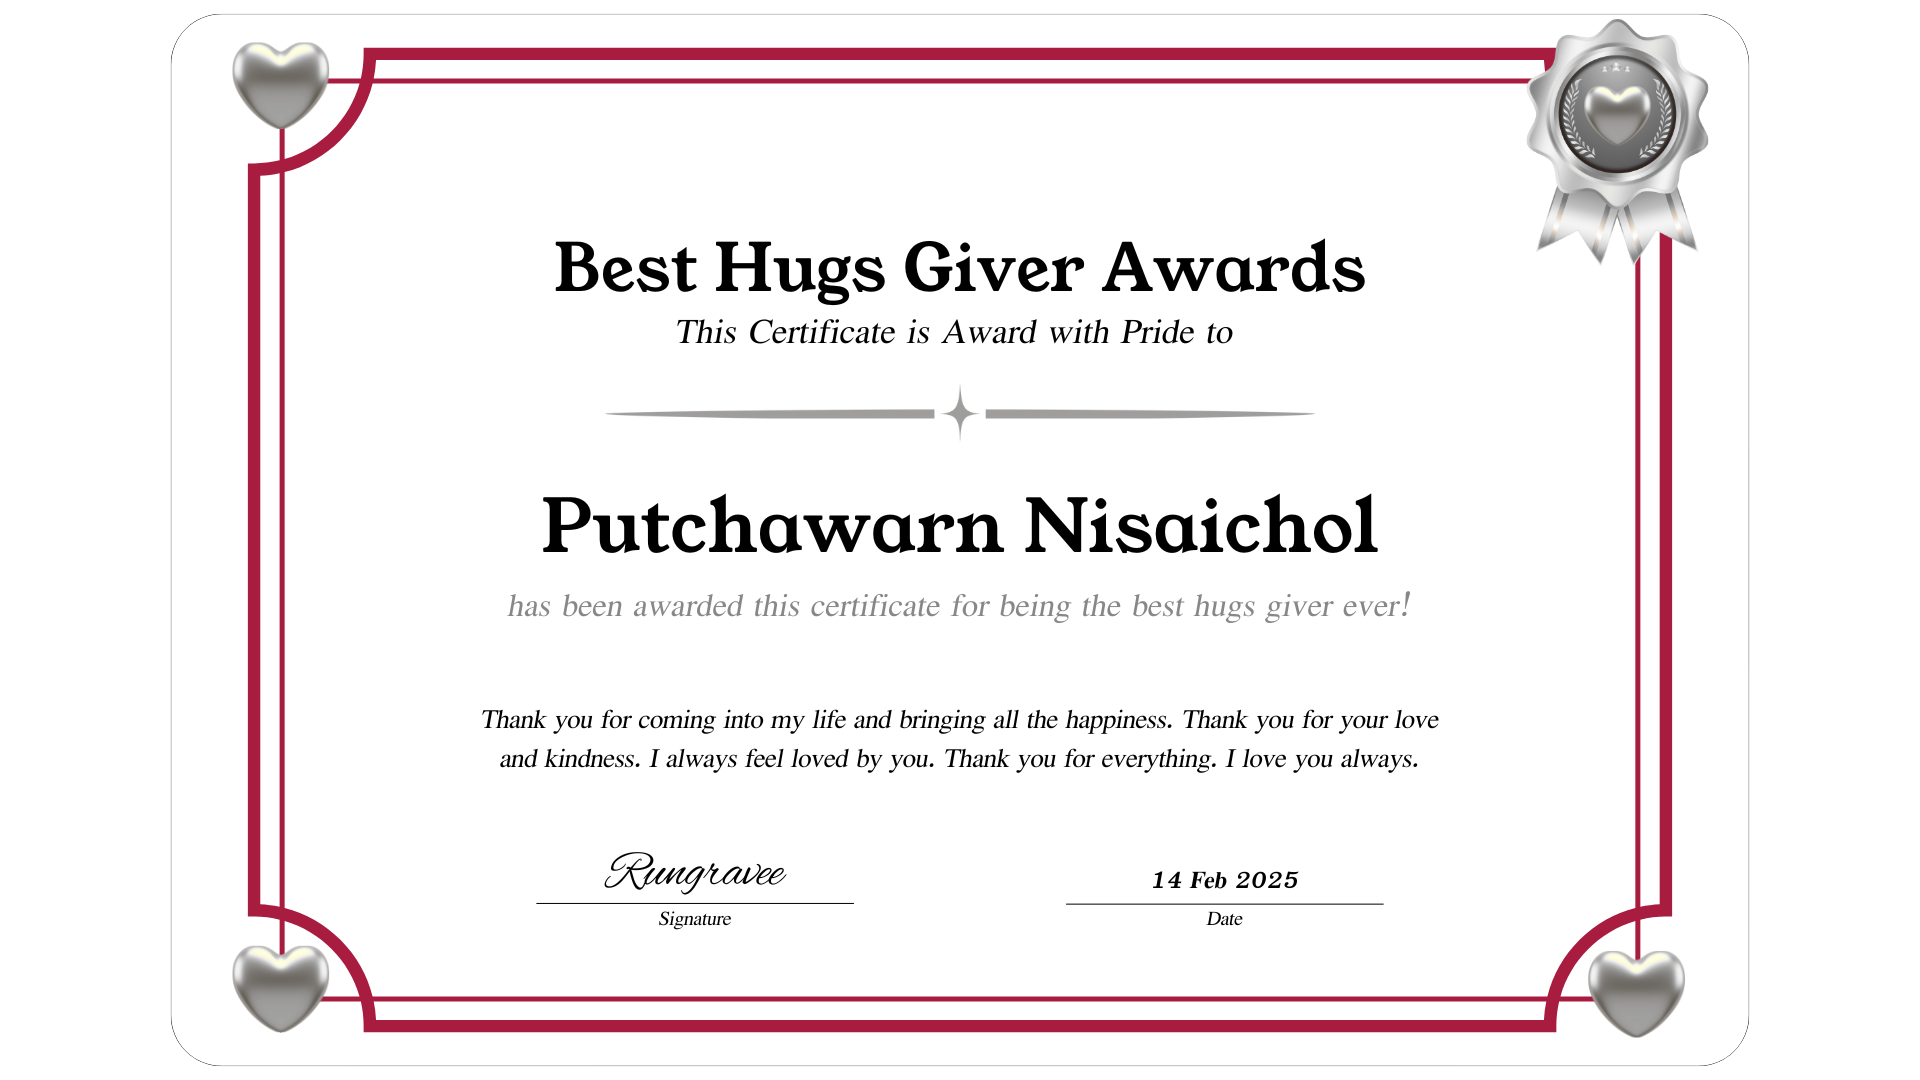 Best Hugs Giver Awards
This Certificate is Award with Pride to
Putchawarn Nisaichol
has been awarded this certificate for being the best hugs giver ever!
Thank you for coming into my life and bringing all the happiness. Thank you for your love
and kindness. I always feel loved by you. Thank you for everything. I love you always.
Rungravee
Signature
14 Feb 2025
Date